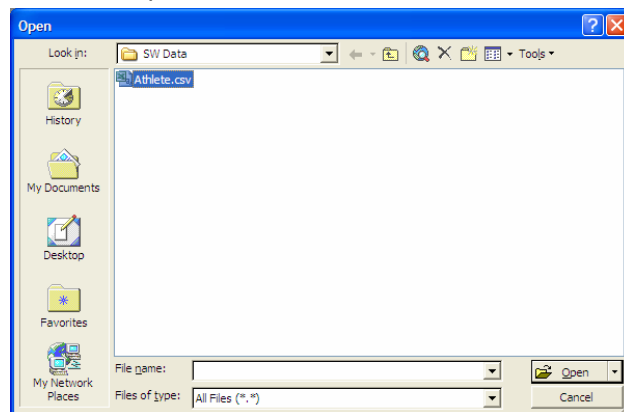 Open
Look in:
SW Data
Tools
Athlete.csv
History
My Documents
Desktop
Favorites
My Network
Places
File name:
Open
Files of type:
All Files (*.*)
Cancel